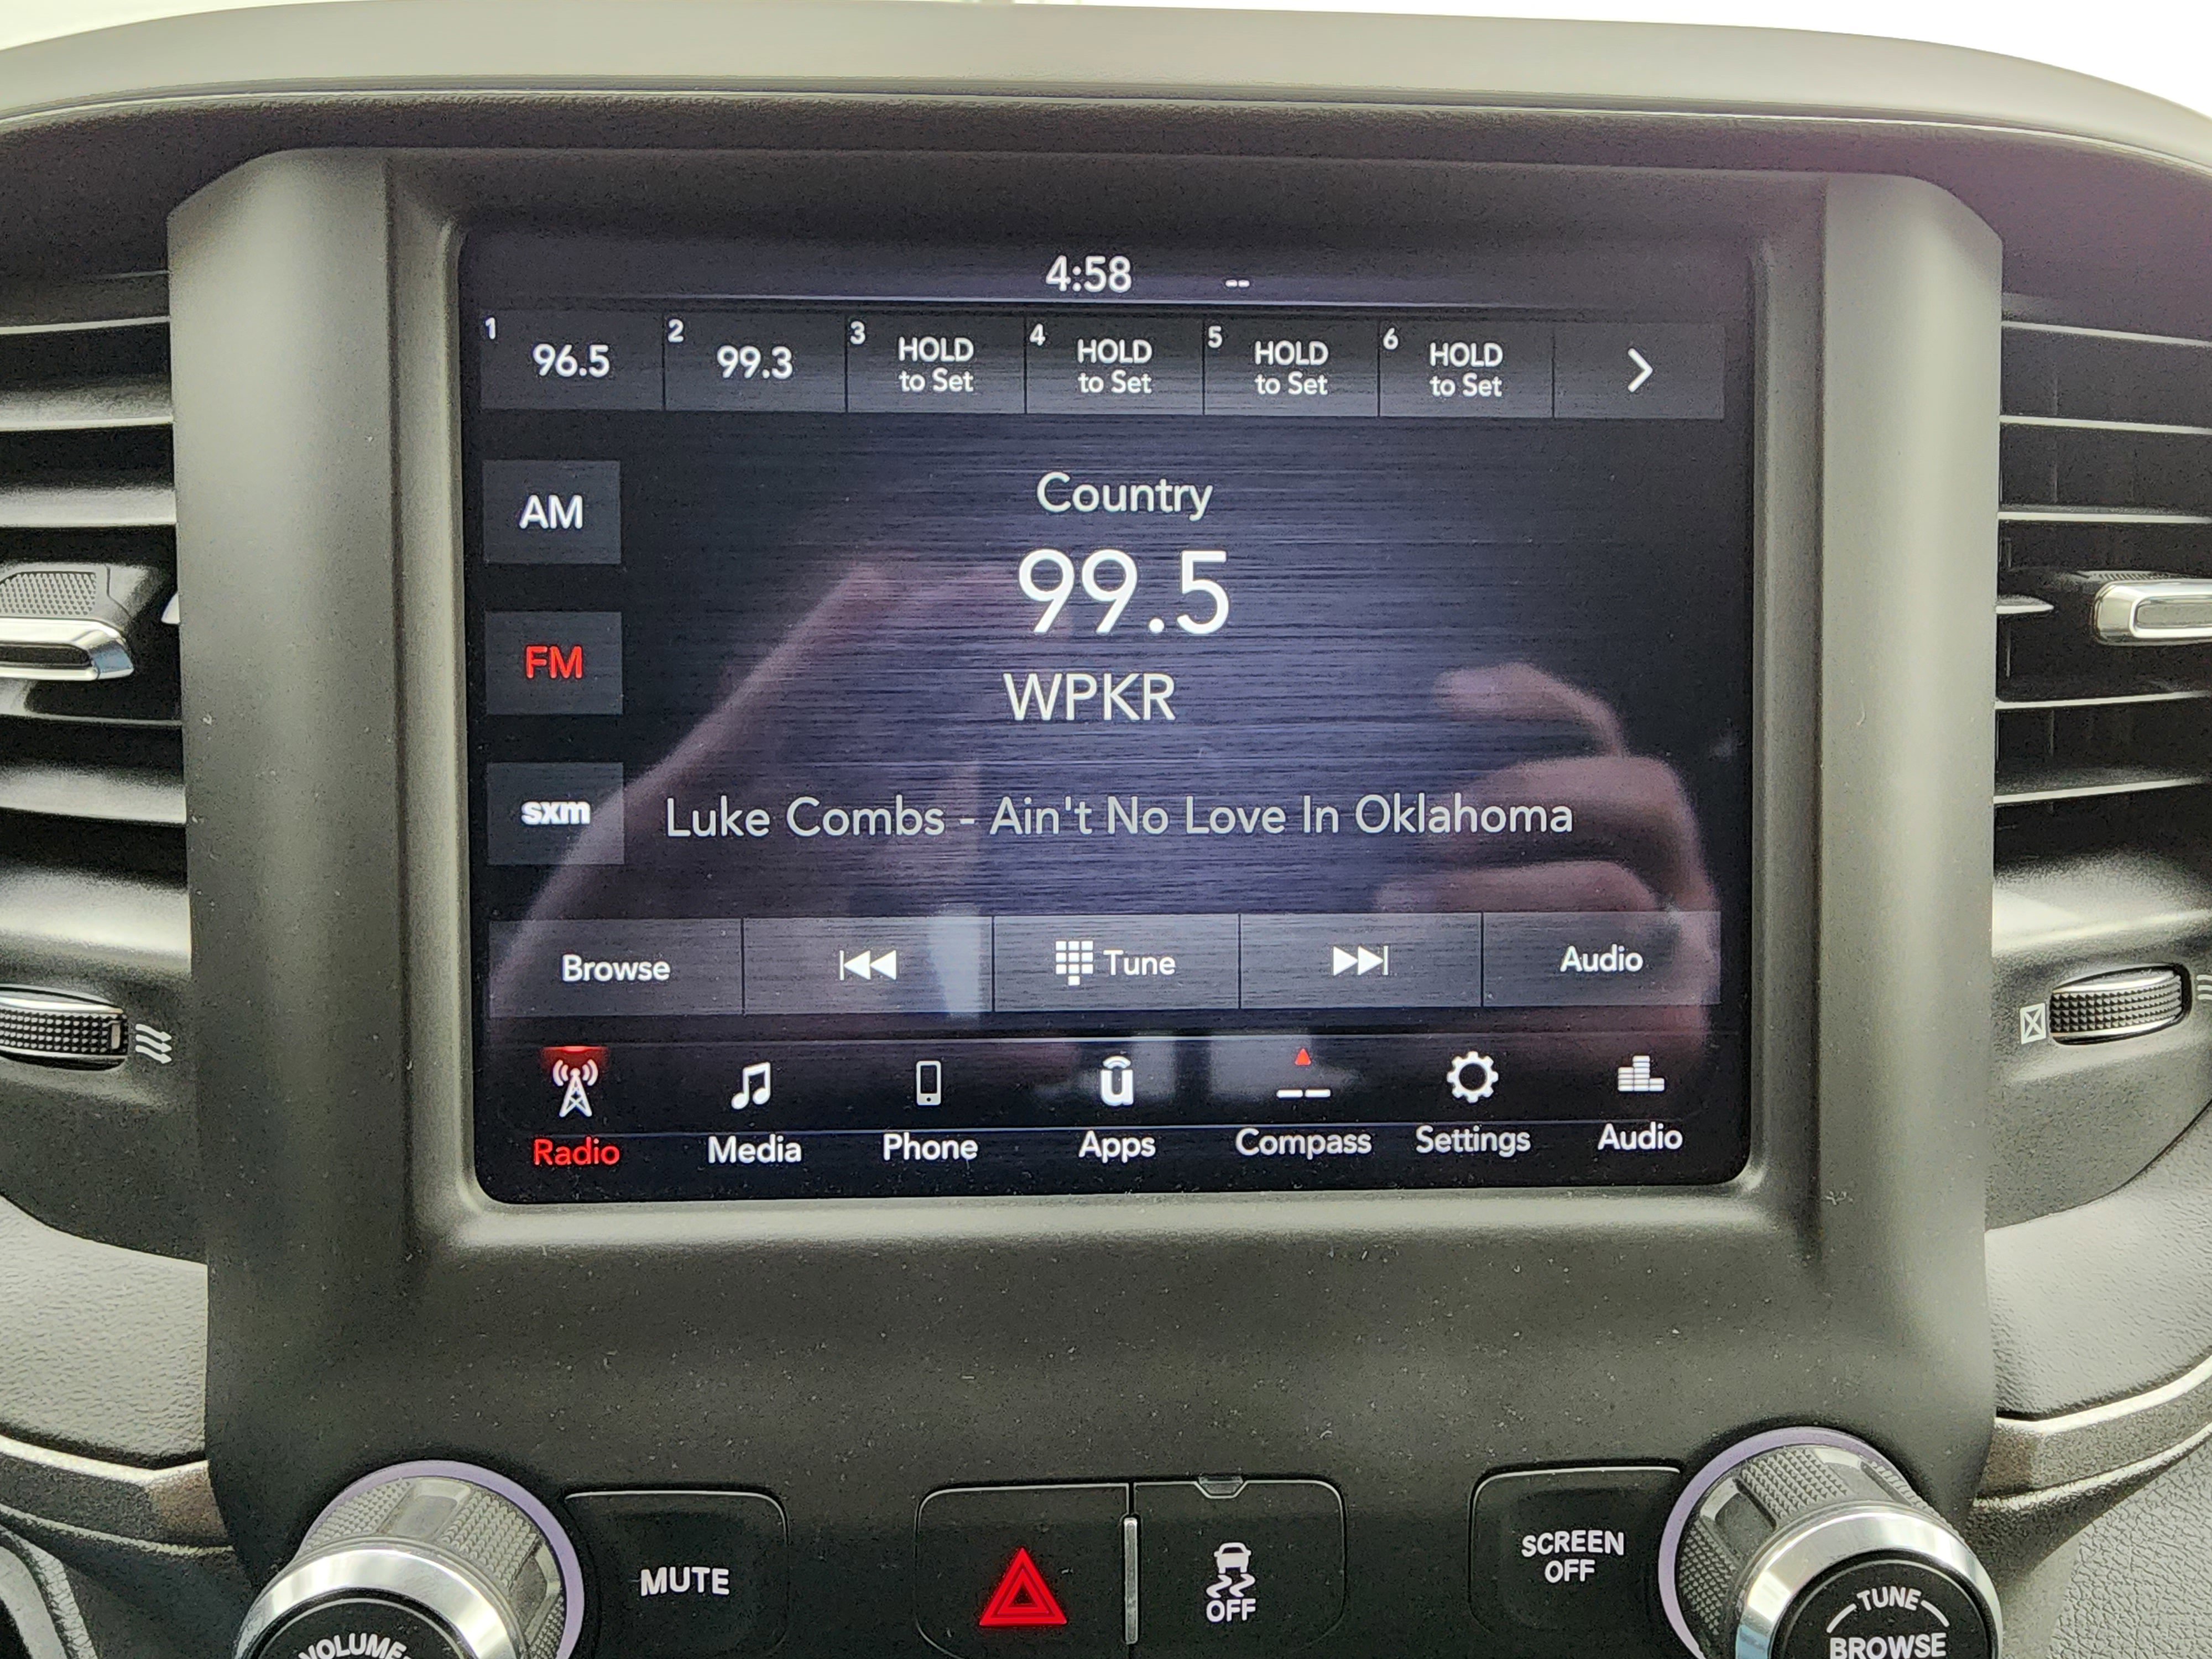 4:58 --
1 96.5
2 99.3
3 HOLD
to Set
4 HOLD
to Set
5 HOLD
to Set
6 HOLD
to Set
AM
FM
sxm
Country
99.5
WPKR
Luke Combs - Ain't No Love In Oklahoma
Browse
Tune
Audio
Radio
Media
Phone
u
Apps
--
Compass
Settings
Audio
VOLUME
MUTE
OFF
SCREEN
OFF
TUNE
BROWSE